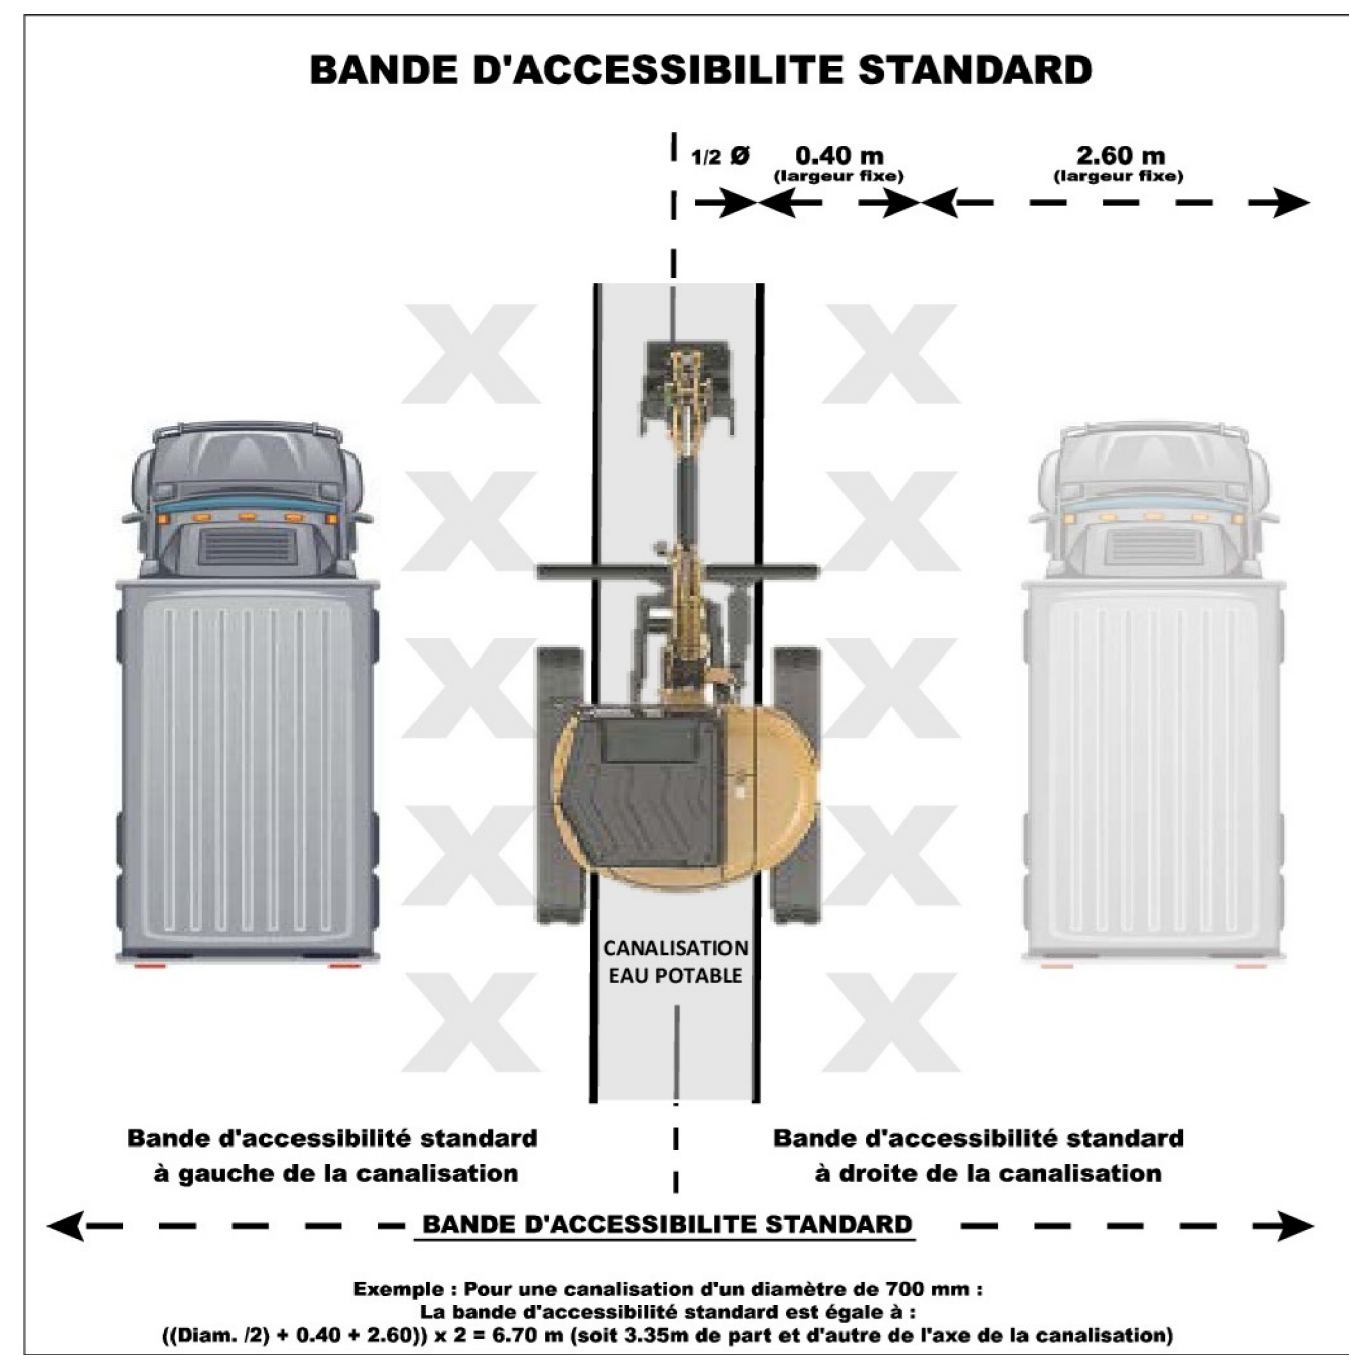 BANDE D'ACCESSIBILITE STANDARD
1/2 Ø 0.40 m 2.60 m
(largeur fixe) (largeur fixe)
X X
X X
X X
X X
CANALISATION
EAU POTABLE
X X
Bande d'accessibilité standard
à gauche de la canalisation
Bande d'accessibilité standard
à droite de la canalisation
BANDE D'ACCESSIBILITE STANDARD
Exemple : Pour une canalisation d'un diamètre de 700 mm :
La bande d'accessibilité standard est égale à :
((Diam. /2) + 0.40 + 2.60)) x 2 = 6.70 m (soit 3.35m de part et d'autre de l'axe de la canalisation)